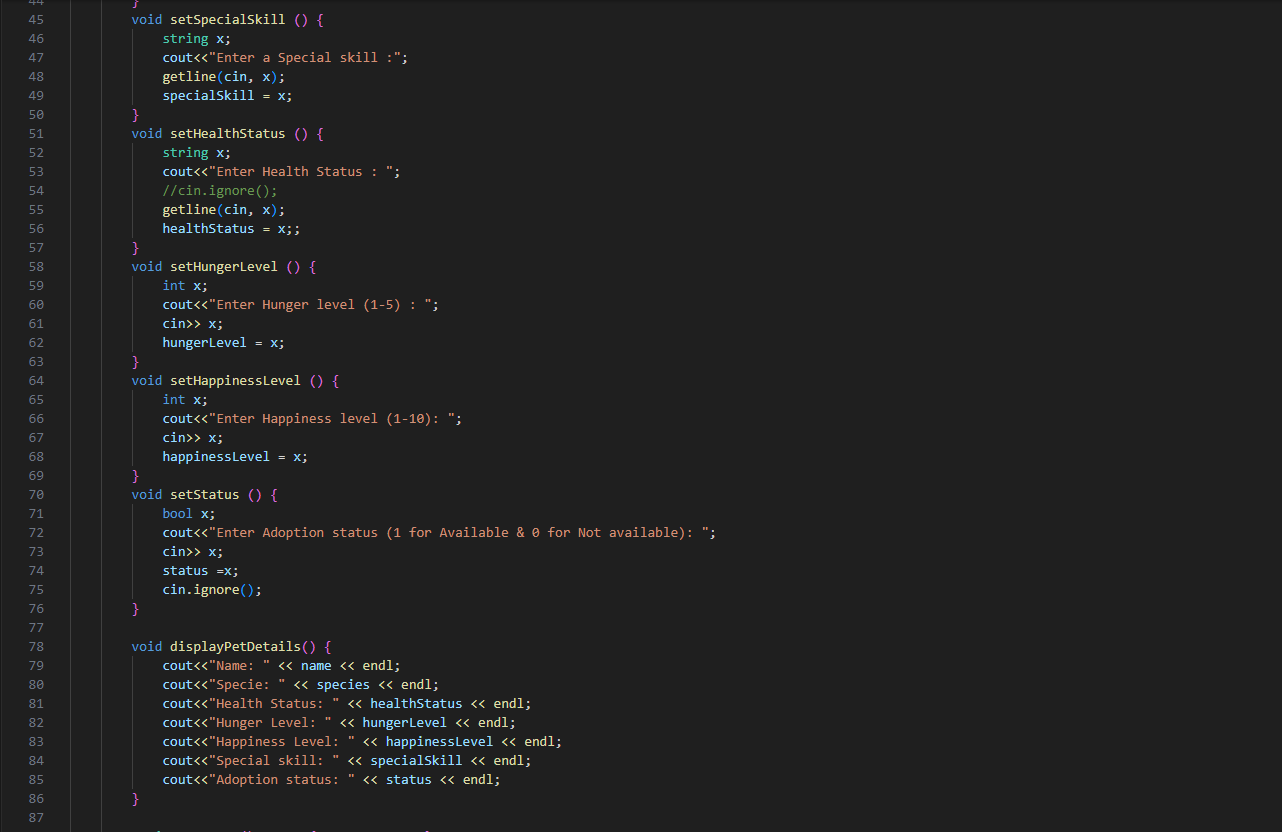 44 }
45 void setSpecialSkill () {
46 string x;
47 cout<<"Enter a Special skill :";
48 getline(cin, x);
49 specialSkill = x;
50 }
51 void setHealthStatus () {
52 string x;
53 cout<<"Enter Health Status : ";
54 //cin.ignore();
55 getline(cin, x);
56 healthStatus = x;;
57 }
58 void setHungerLevel () {
59 int x;
60 cout<<"Enter Hunger level (1-5) : ";
61 cin>> x;
62 hungerLevel = x;
63 }
64 void setHappinessLevel () {
65 int x;
66 cout<<"Enter Happiness level (1-10): ";
67 cin>> x;
68 happinessLevel = x;
69 }
70 void setStatus () {
71 bool x;
72 cout<<"Enter Adoption status (1 for Available & 0 for Not available): ";
73 cin>> x;
74 status =x;
75 cin.ignore();
76 }
77
78 void displayPetDetails() {
79 cout<<"Name: " << name << endl;
80 cout<<"Specie: " << species << endl;
81 cout<<"Health Status: " << healthStatus << endl;
82 cout<<"Hunger Level: " << hungerLevel << endl;
83 cout<<"Happiness Level: " << happinessLevel << endl;
84 cout<<"Special skill: " << specialSkill << endl;
85 cout<<"Adoption status: " << status << endl;
86 }
87